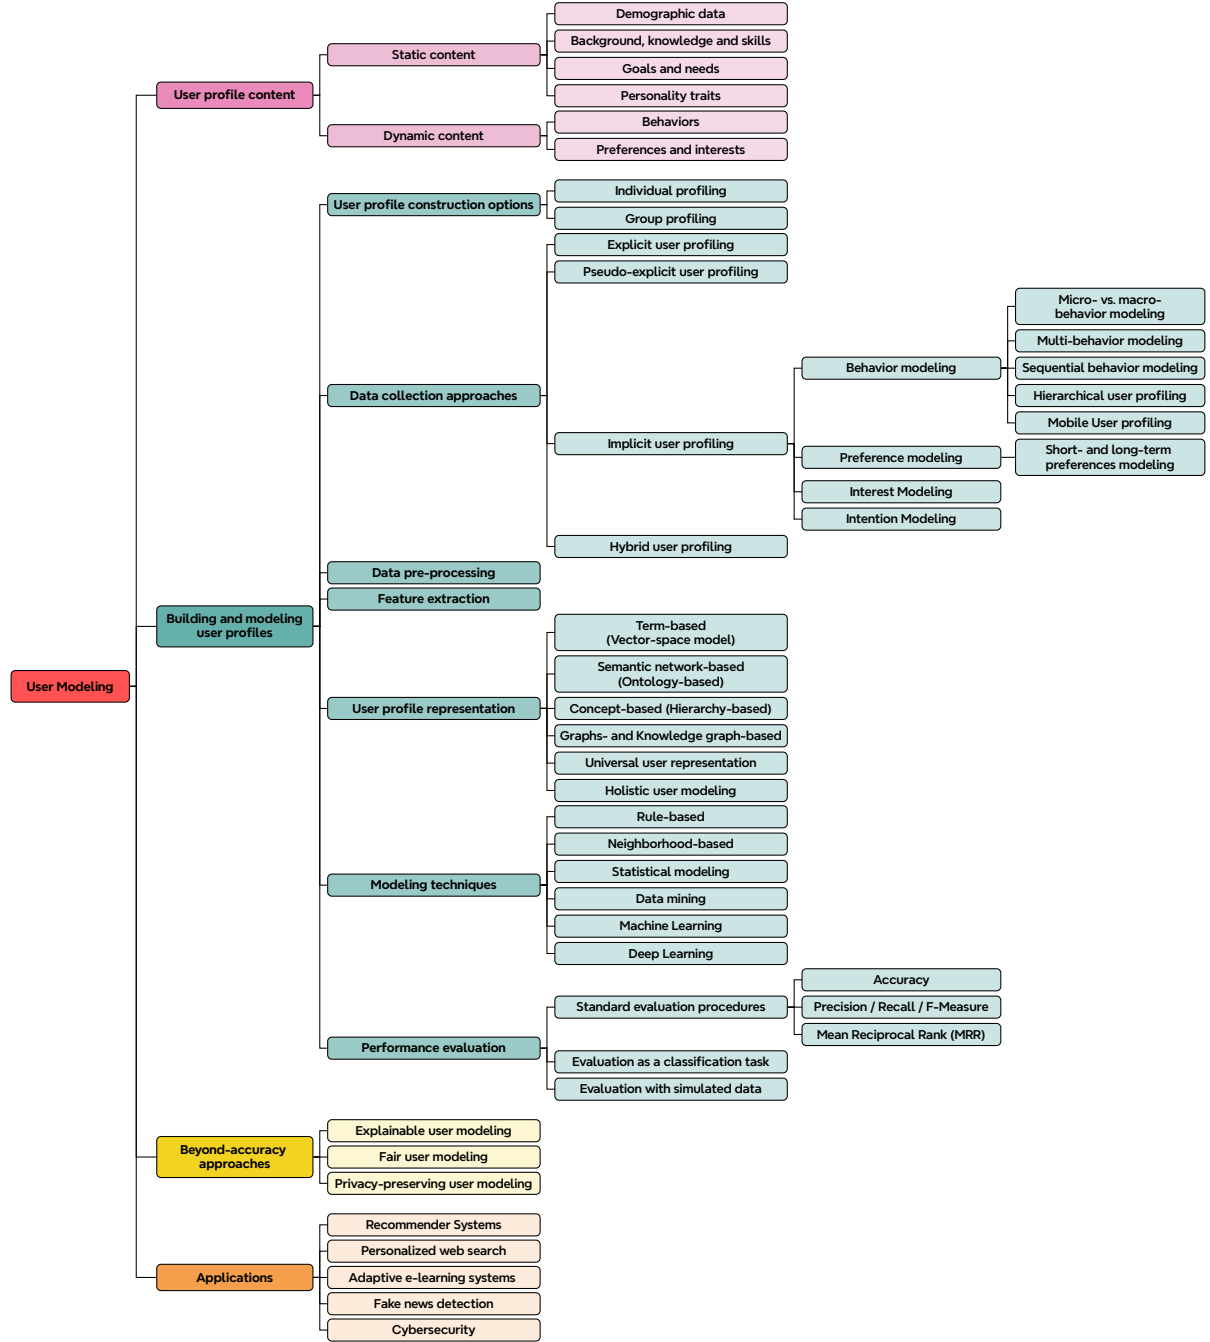 User Modeling
User profile content
Static content
Demographic data
Background, knowledge and skills
Goals and needs
Personality traits
Dynamic content
Behaviors
Preferences and interests
Building and modeling
user profiles
User profile construction options
Individual profiling
Group profiling
Data collection approaches
Explicit user profiling
Pseudo-explicit user profiling
Implicit user profiling
Behavior modeling
Micro- vs. macro-
behavior modeling
Multi-behavior modeling
Sequential behavior modeling
Hierarchical user profiling
Mobile User profiling
Preference modeling
Short- and long-term
preferences modeling
Interest Modeling
Intention Modeling
Hybrid user profiling
Data pre-processing
Feature extraction
User profile representation
Term-based
(Vector-space model)
Semantic network-based
(Ontology-based)
Concept-based (Hierarchy-based)
Graphs- and Knowledge graph-based
Universal user representation
Holistic user modeling
Modeling techniques
Rule-based
Neighborhood-based
Statistical modeling
Data mining
Machine Learning
Deep Learning
Performance evaluation
Standard evaluation procedures
Accuracy
Precision / Recall / F-Measure
Mean Reciprocal Rank (MRR)
Evaluation as a classification task
Evaluation with simulated data
Beyond-accuracy
approaches
Explainable user modeling
Fair user modeling
Privacy-preserving user modeling
Applications
Recommender Systems
Personalized web search
Adaptive e-learning systems
Fake news detection
Cybersecurity